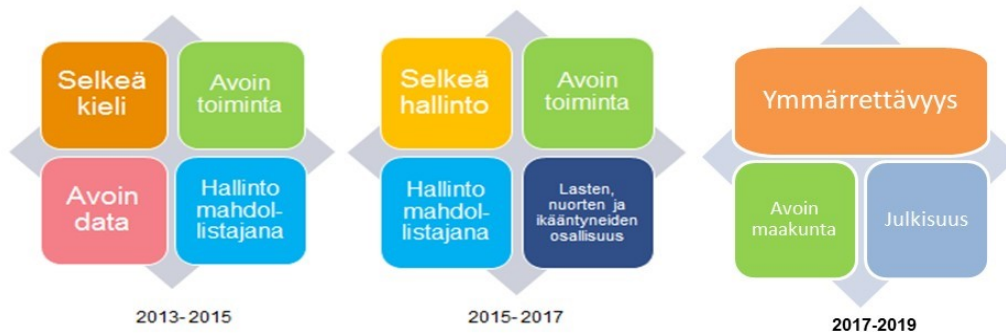 Selkeä
kieli
Avoin
toiminta
Avoin
data
Hallinto
mahdol-
listajana
2013-2015
Selkeä
hallinto
Avoin
toiminta
Hallinto
mahdol-
listajana
Lasten,
nuorten ja
ikääntyneiden
osallisuus
2015-2017
Ymmärrettävyys
Avoin
maakunta
Julkisuus
2017-2019